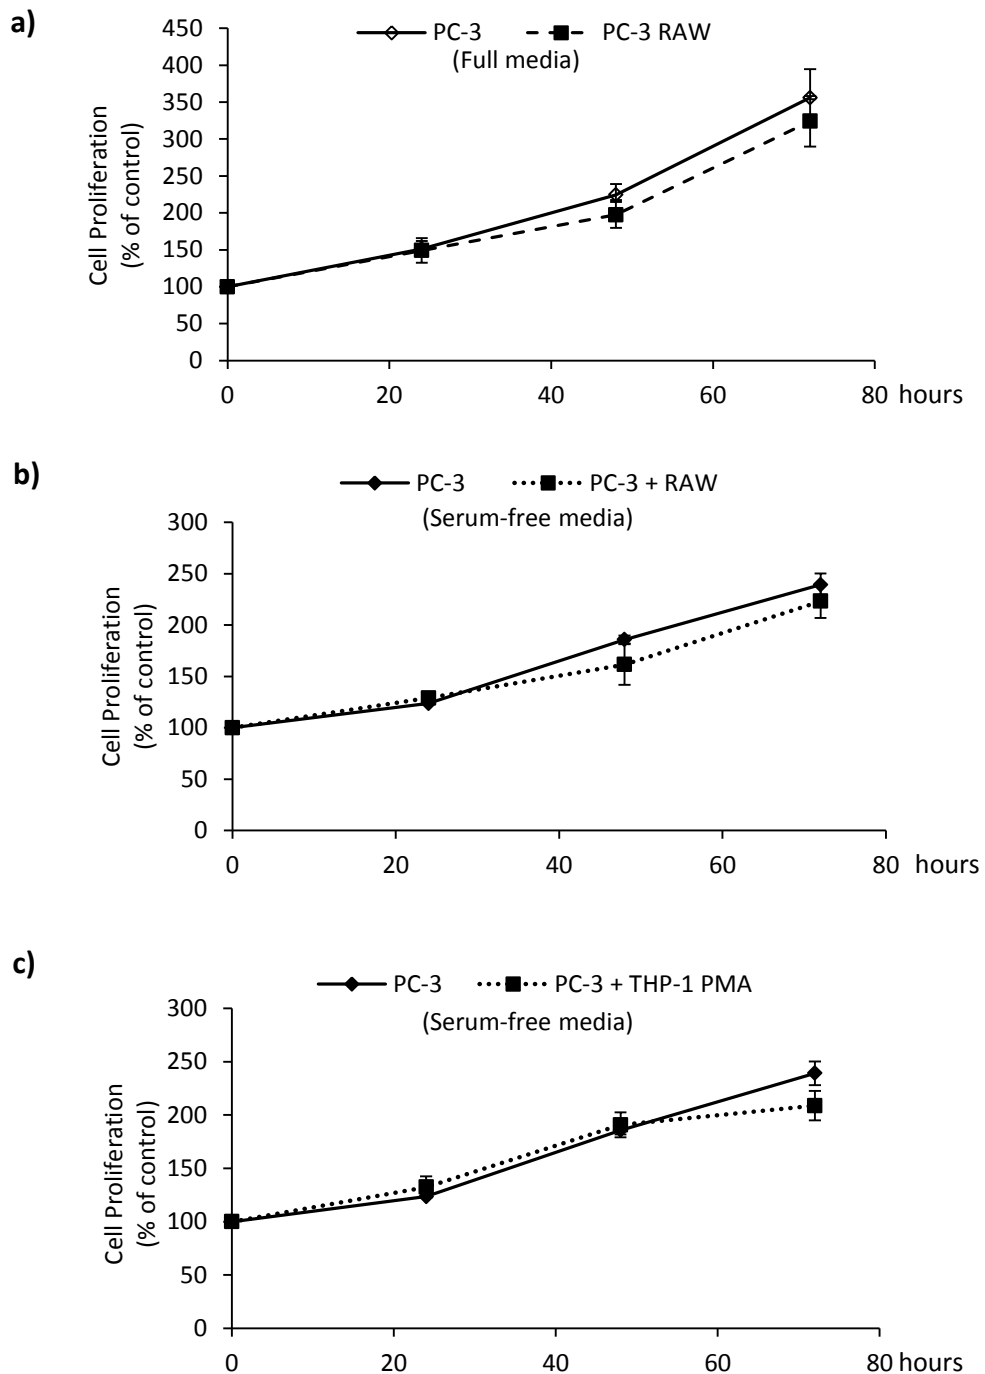 a)
PC-3
PC-3 RAW
(Full media)
Cell Proliferation
(% of control)
450
400
350
300
250
200
150
100
50
0
0 20 40 60 80 hours
b)
PC-3
PC-3 + RAW
(Serum-free media)
Cell Proliferation
(% of control)
300
250
200
150
100
50
0
0 20 40 60 80 hours
c)
PC-3
PC-3 + THP-1 PMA
(Serum-free media)
Cell Proliferation
(% of control)
300
250
200
150
100
50
0
0 20 40 60 80 hours